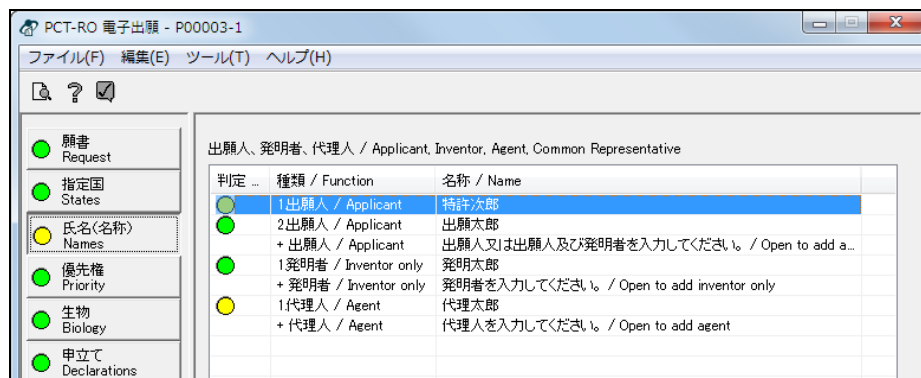 PCT-RO 電子出願 - P00003-1
ファイル(F) 編集(E) ツール(T) ヘルプ(H)
願書
Request
指定国
States
氏名(名称)
Names
優先権
Priority
生物
Biology
申立て
Declarations
出願人、発明者、代理人 / Applicant, Inventor, Agent, Common Representative
判定 ... 種類 / Function 名称 / Name
1出願人 / Applicant 特許次郎
2出願人 / Applicant 出願太郎
+ 出願人 / Applicant 出願人又は出願人及び発明者を入力してください。 / Open to add a...
1発明者 / Inventor only 発明太郎
+ 発明者 / Inventor only 発明者を入力してください。 / Open to add inventor only
1代理人 / Agent 代理太郎
+ 代理人 / Agent 代理人を入力してください。 / Open to add agent